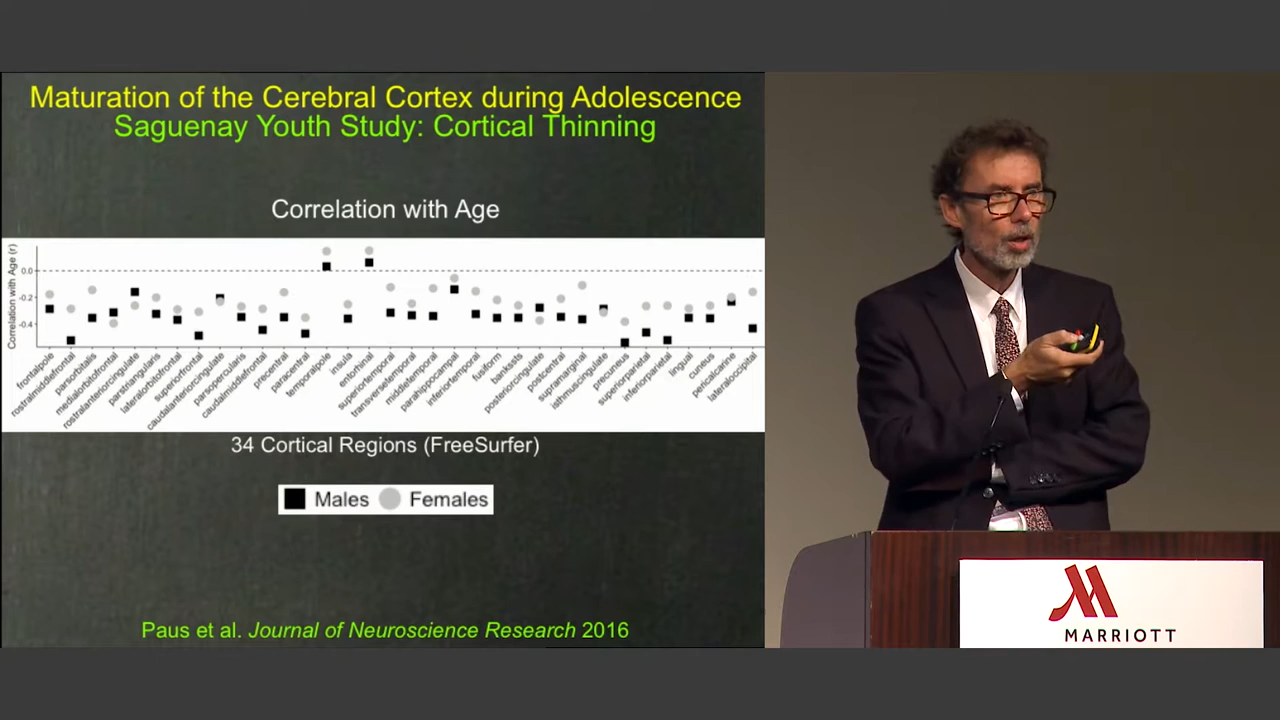 Maturation of the Cerebral Cortex during Adolescence
Saguenay Youth Study: Cortical Thinning
Correlation with Age
Correlation with Age (r)
0.0
-0.2
-0.4
frontalpole
rostralmiddlefrontal
parsorbitalis
medialorbitofrontal
rostralanteriorcingulate
parstriangularis
lateralorbitofrontal
superiorfrontal
caudalanteriorcingulate
parsopercularis
caudalmiddlefrontal
precentral
paracentral
temporalpole
insula
entorhinal
superiortemporal
transversetemporal
middletemporal
parahippocampal
inferiortemporal
fusiform
bankssts
posteriorcingulate
postcentral
supramarginal
isthmuscingulate
precuneus
superiorparietal
inferiorparietal
lingual
cuneus
pericalcarine
lateraloccipital
34 Cortical Regions (FreeSurfer)
Males Females
Paus et al. Journal of Neuroscience Research 2016
MARRIOTT